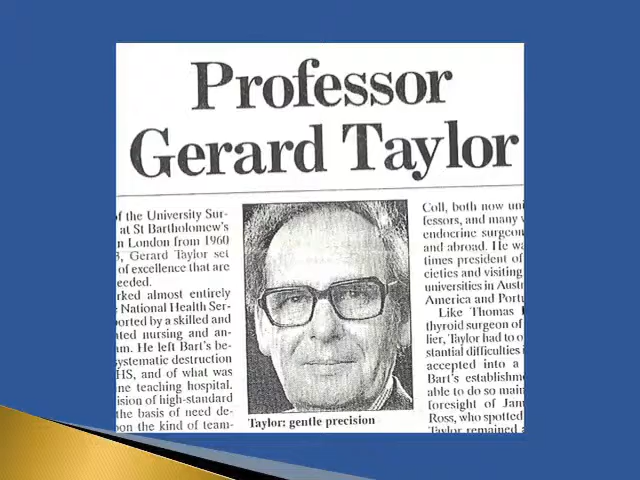 Professor
Gerard Taylor
of the University Sur-
at St Bartholomew's
n London from 1960
3, Gerard Taylor set
of excellence that are
eeded.
rked almost entirely
National Health Ser-
ported by a skilled and
ated nursing and an-
am. He left Bart's be-
systematic destruction
HS, and of what was
ne teaching hospital.
ision of high-standard
the basis of need de-
on the kind of team-
Taylor: gentle precision
Coll, both now uni
fessors, and many
endocrine surgeon
and abroad. He wa
times president of
cieties and visiting
universities in Aust
America and Portu
Like Thomas
thyroid surgeon of
lier, Taylor had to o
stantial difficulties i
accepted into a
Bart's establishm
able to do so main
foresight of Jam
Ross, who spotted
Taylor remained a